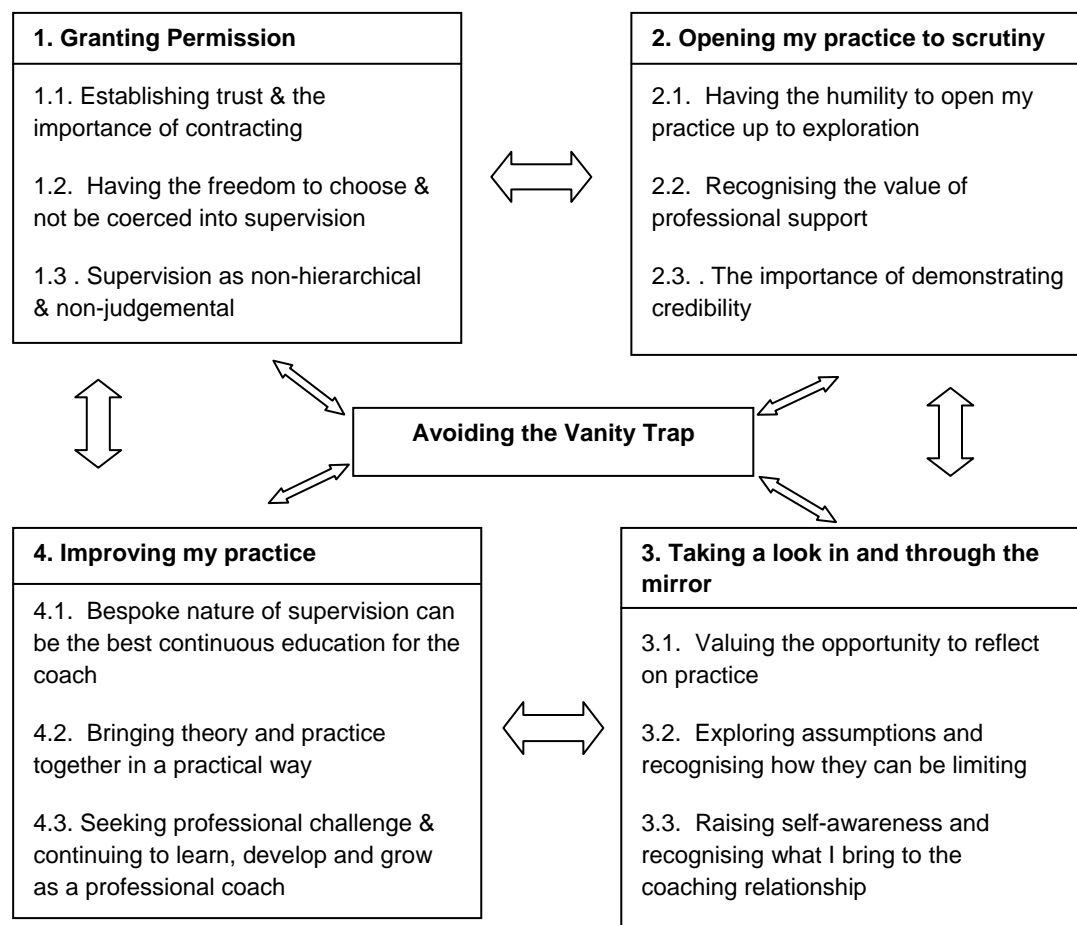 1. Granting Permission
1.1. Establishing trust & the
importance of contracting
1.2. Having the freedom to choose &
not be coerced into supervision
1.3 . Supervision as non-hierarchical
& non-judgemental
2. Opening my practice to scrutiny
2.1. Having the humility to open my
practice up to exploration
2.2. Recognising the value of
professional support
2.3. . The importance of demonstrating
credibility
Avoiding the Vanity Trap
4. Improving my practice
4.1. Bespoke nature of supervision can
be the best continuous education for the
coach
4.2. Bringing theory and practice
together in a practical way
4.3. Seeking professional challenge &
continuing to learn, develop and grow
as a professional coach
3. Taking a look in and through the
mirror
3.1. Valuing the opportunity to reflect
on practice
3.2. Exploring assumptions and
recognising how they can be limiting
3.3. Raising self-awareness and
recognising what I bring to the
coaching relationship